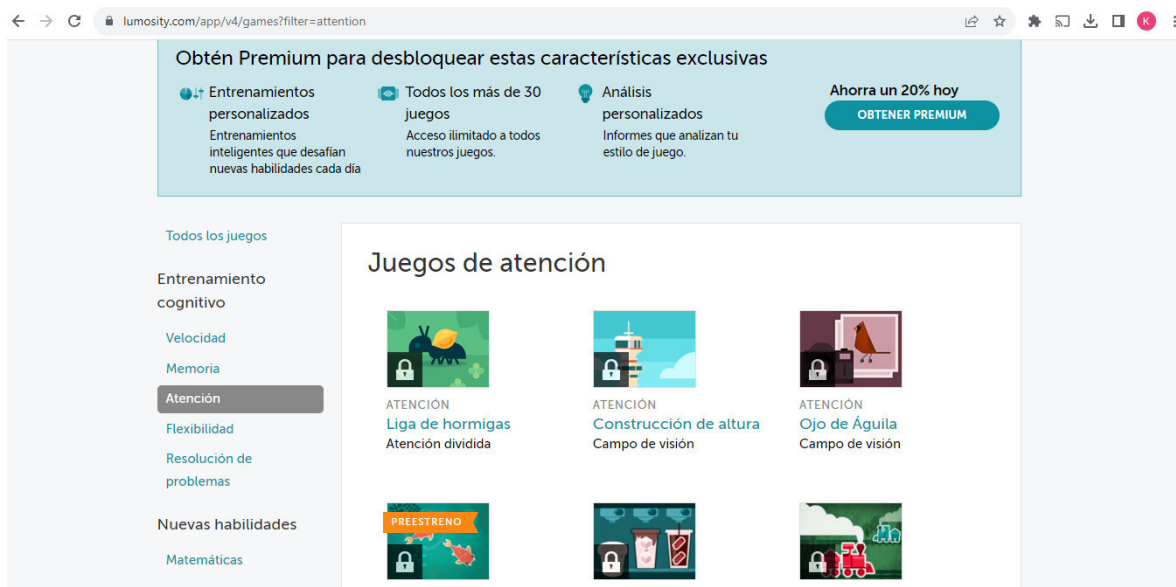 lumosity.com/app/v4/games?filter=attention
K
Obtén Premium para desbloquear estas características exclusivas
Entrenamientos
personalizados
Entrenamientos
inteligentes que desafían
nuevas habilidades cada día
Todos los más de 30
juegos
Acceso ilimitado a todos
nuestros juegos.
Análisis
personalizados
Informes que analizan tu
estilo de juego.
Ahorra un 20% hoy
OBTENER PREMIUM
Todos los juegos
Entrenamiento
cognitivo
Velocidad
Memoria
Atención
Flexibilidad
Resolución de
problemas
Nuevas habilidades
Matemáticas
Juegos de atención
ATENCIÓN
Liga de hormigas
Atención dividida
ATENCIÓN
Construcción de altura
Campo de visión
ATENCIÓN
Ojo de Águila
Campo de visión
PREESTRENO